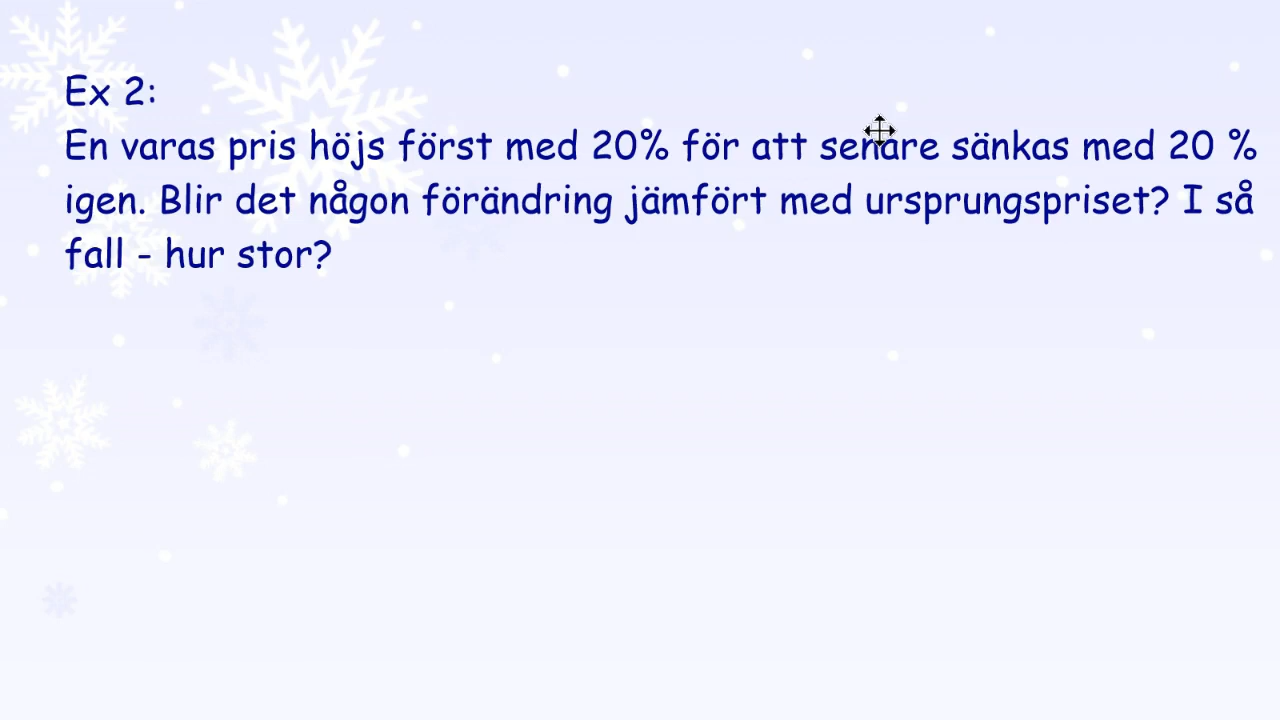 Ex 2:
En varas pris höjs först med 20% för att senare sänkas med 20 %
igen. Blir det någon förändring jämfört med ursprungspriset? I så
fall - hur stor?